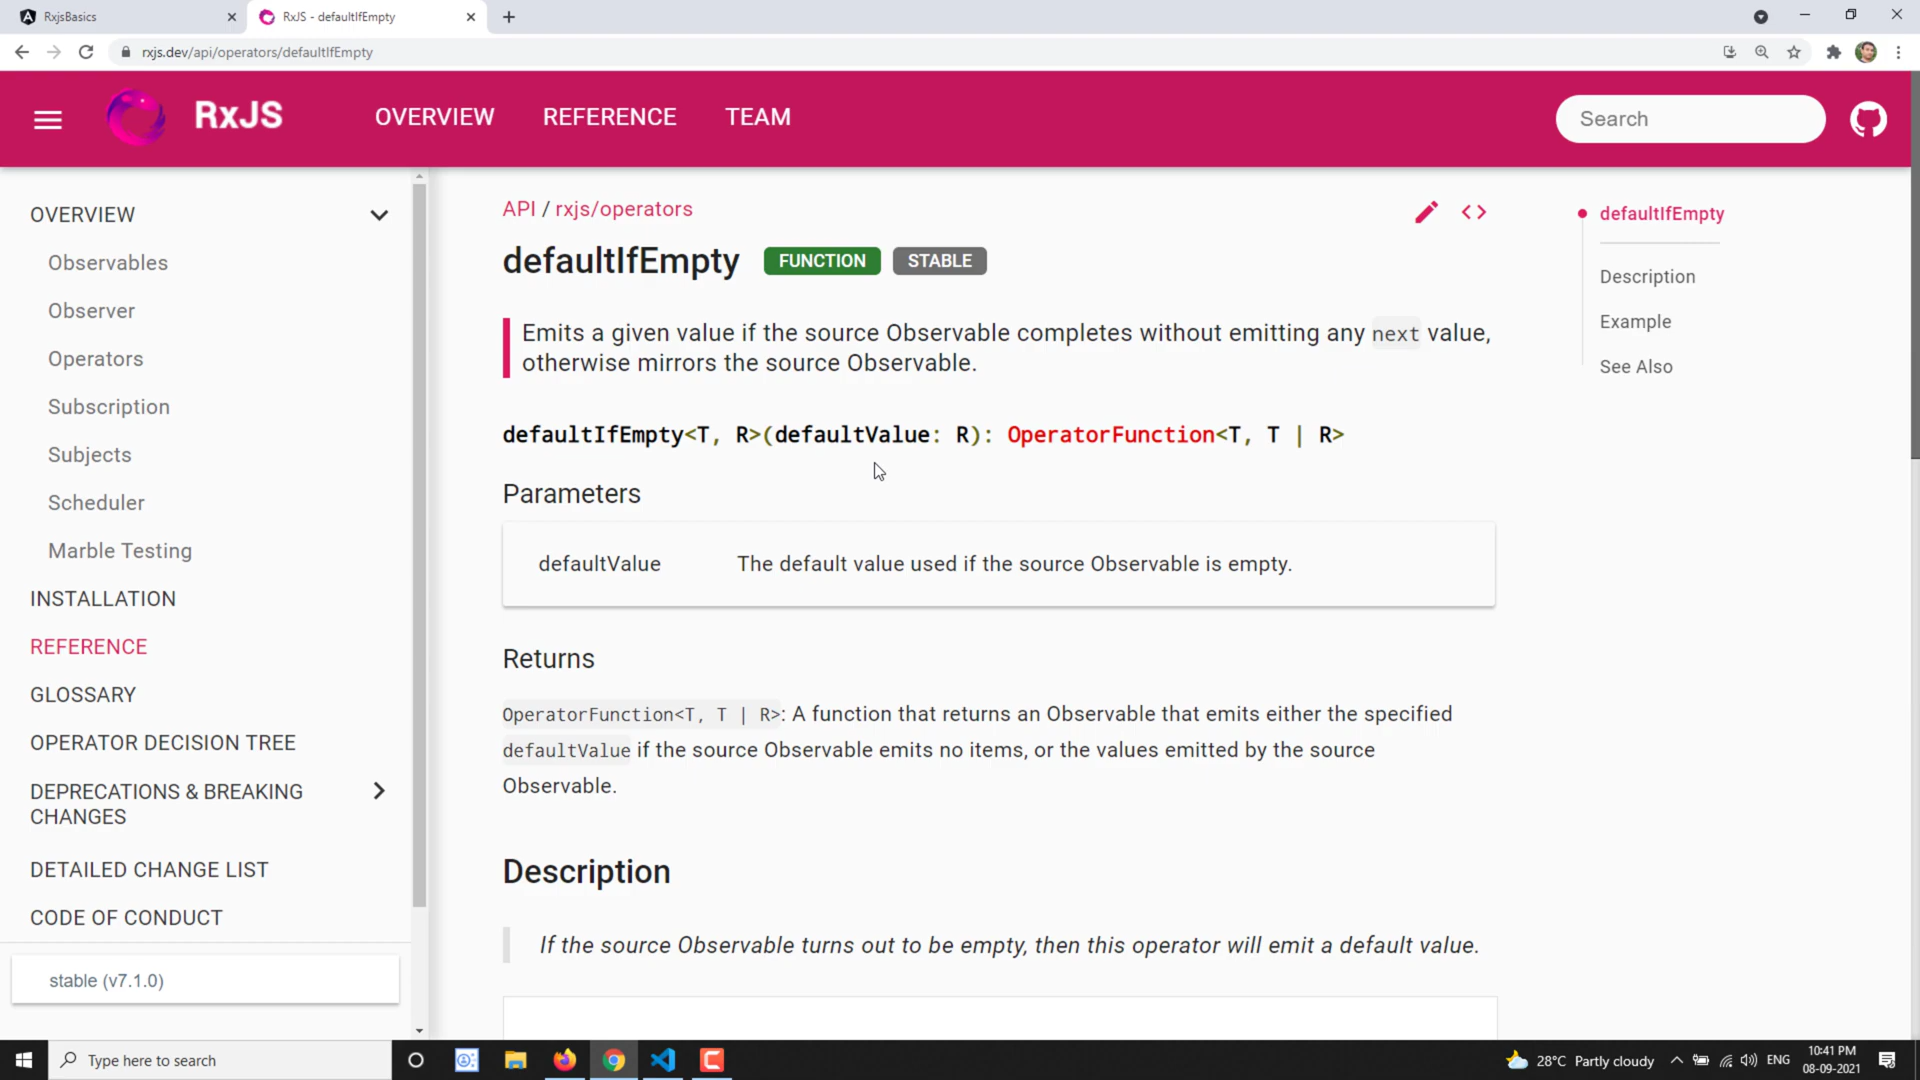 RxjsBasics
RxJS - defaultIfEmpty
rxjs.dev/api/operators/defaultIfEmpty
RxJS
OVERVIEW
REFERENCE
TEAM
Search
OVERVIEW
Observables
Observer
Operators
Subscription
Subjects
Scheduler
Marble Testing
INSTALLATION
REFERENCE
GLOSSARY
OPERATOR DECISION TREE
DEPRECATIONS & BREAKING
CHANGES
DETAILED CHANGE LIST
CODE OF CONDUCT
stable (v7.1.0)
API / rxjs/operators
defaultIfEmpty FUNCTION STABLE
Emits a given value if the source Observable completes without emitting any next value,
otherwise mirrors the source Observable.
defaultIfEmpty<T, R>(defaultValue: R): OperatorFunction<T, T | R>
Parameters
defaultValue The default value used if the source Observable is empty.
Returns
OperatorFunction<T, T | R>: A function that returns an Observable that emits either the specified
defaultValue if the source Observable emits no items, or the values emitted by the source
Observable.
Description
If the source Observable turns out to be empty, then this operator will emit a default value.
defaultIfEmpty
Description
Example
See Also
Type here to search
28°C Partly cloudy
ENG
10:41 PM
08-09-2021